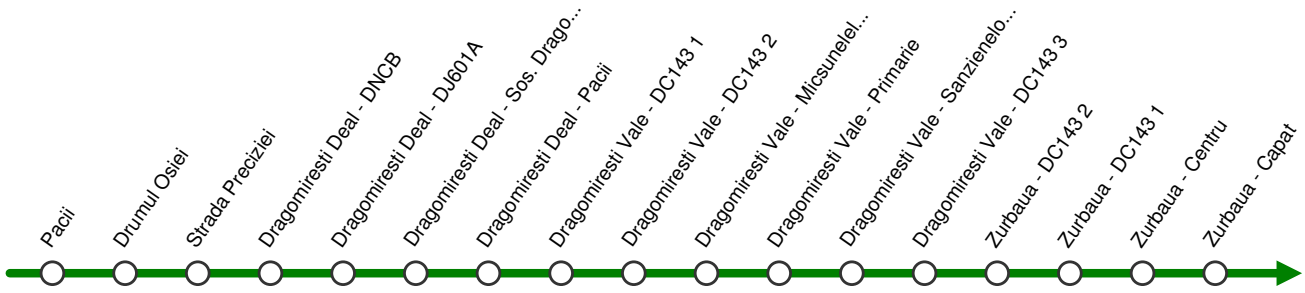 Pacii
Drumul Osiei
Strada Preciziei
Dragomiresti Deal - DNCB
Dragomiresti Deal - DJ601A
Dragomiresti Deal - Sos. Drago...
Dragomiresti Deal - Pacii
Dragomiresti Vale - DC143 1
Dragomiresti Vale - DC143 2
Dragomiresti Vale - Micsunelel...
Dragomiresti Vale - Primarie
Dragomiresti Vale - Sanzienelo...
Dragomiresti Vale - DC143 3
Zurbaua - DC143 2
Zurbaua - DC143 1
Zurbaua - Centru
Zurbaua - Capat